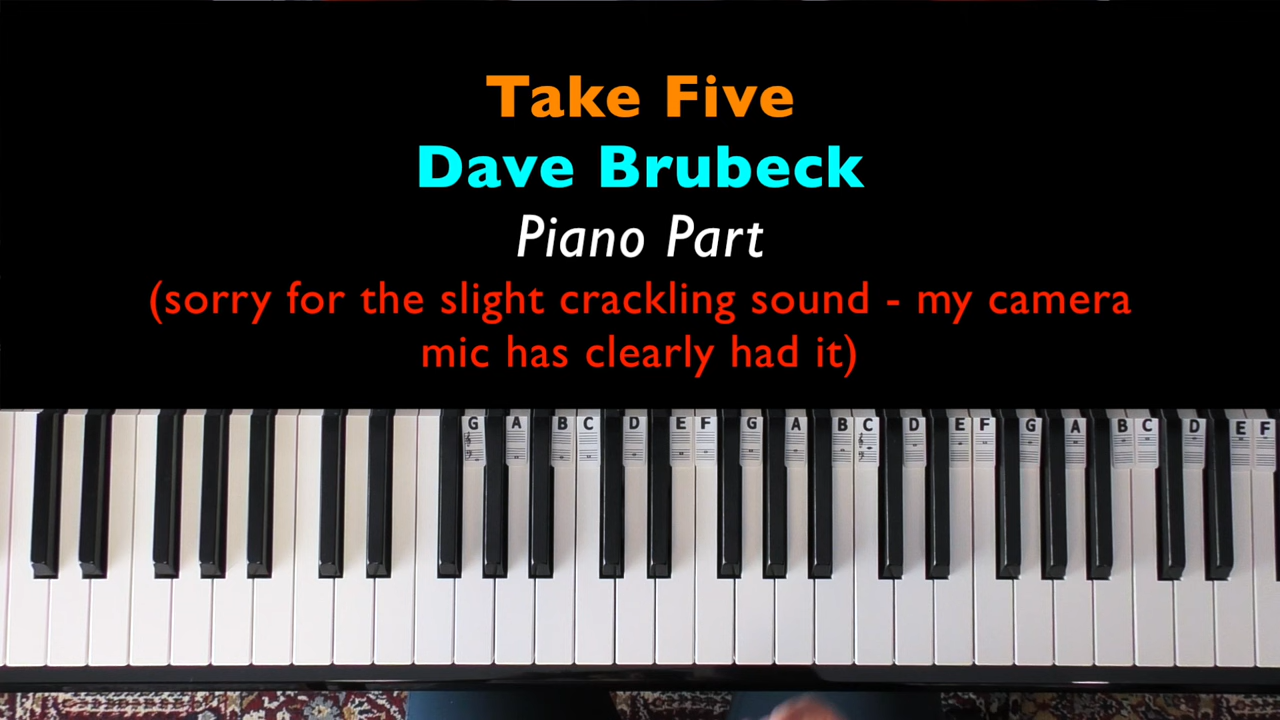 Take Five
Dave Brubeck
Piano Part
(sorry for the slight crackling sound - my camera
mic has clearly had it)
G A B C D E F G A B C D E F G A B C D E F